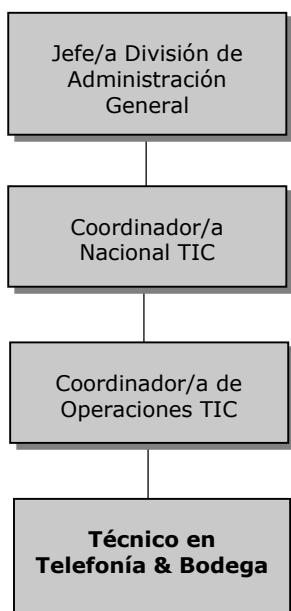 Jefe/a División de
Administración
General
Coordinador/a
Nacional TIC
Coordinador/a de
Operaciones TIC
Técnico en
Telefonía & Bodega